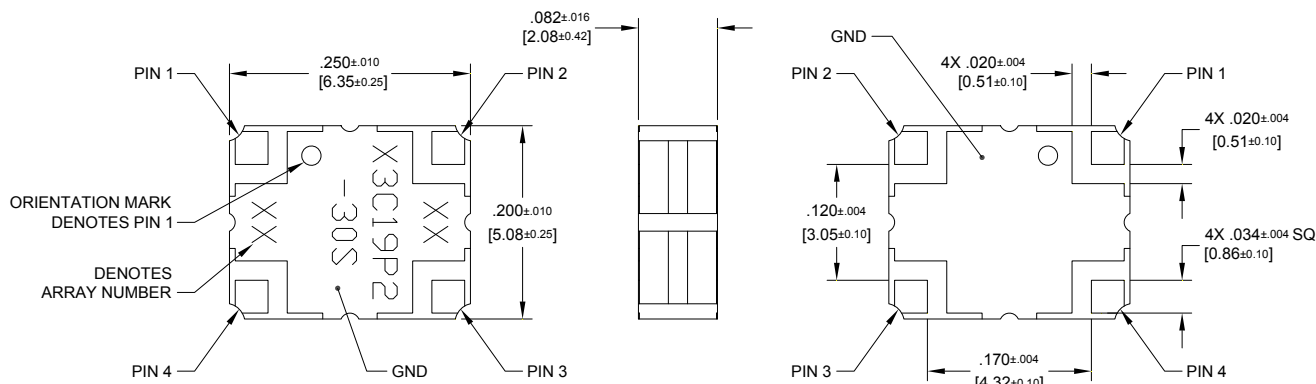 .082±.016
[2.08±0.42]
GND
PIN 1
.250±.010
[6.35±0.25]
PIN 2
PIN 2
4X .020±.004
[0.51±0.10]
PIN 1
4X .020±.004
[0.51±0.10]
ORIENTATION MARK
DENOTES PIN 1
X3C19P2
-30S
XX
XX
.200±.010
[5.08±0.25]
.120±.004
[3.05±0.10]
4X .034±.004 SQ
[0.86±0.10]
DENOTES
ARRAY NUMBER
PIN 4
GND
PIN 3
PIN 3
.170±.004
[4.32±0.10]
PIN 4